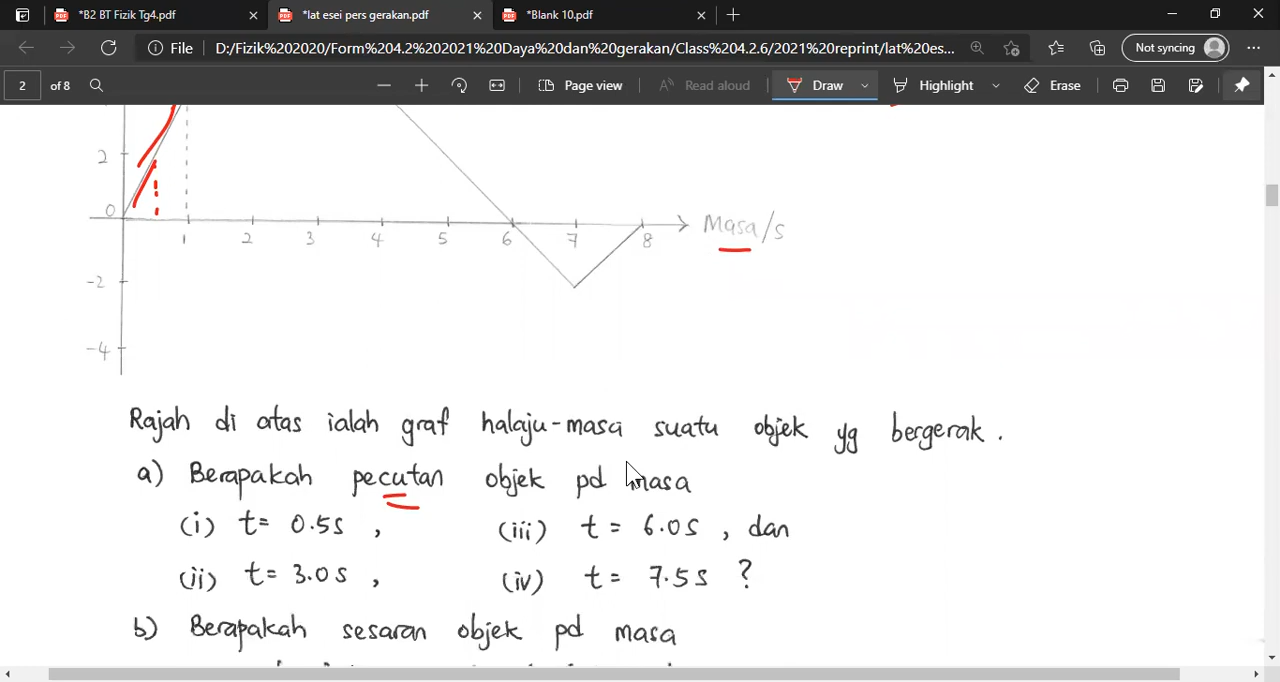 *B2 BT Fizik Tg4.pdf *lat esei pers gerakan.pdf *Blank 10.pdf
File D:/Fizik%202020/Form%204.2%202021%20Daya%20dan%20gerakan/Class%204.2.6/2021%20reprint/lat%20es... Not syncing
2 of 8 Page view Read aloud Draw Highlight Erase
2
0
1 2 3 4 5 6 7 8 Masa/s
-2
-4
Rajah di atas ialah graf halaju-masa suatu objek yg bergerak.
a) Berapakah pecutan objek pd masa
(i) t = 0.5s , (iii) t = 6.0s , dan
(ii) t = 3.0s , (iv) t = 7.5s ?
b) Berapakah sesaran objek pd masa